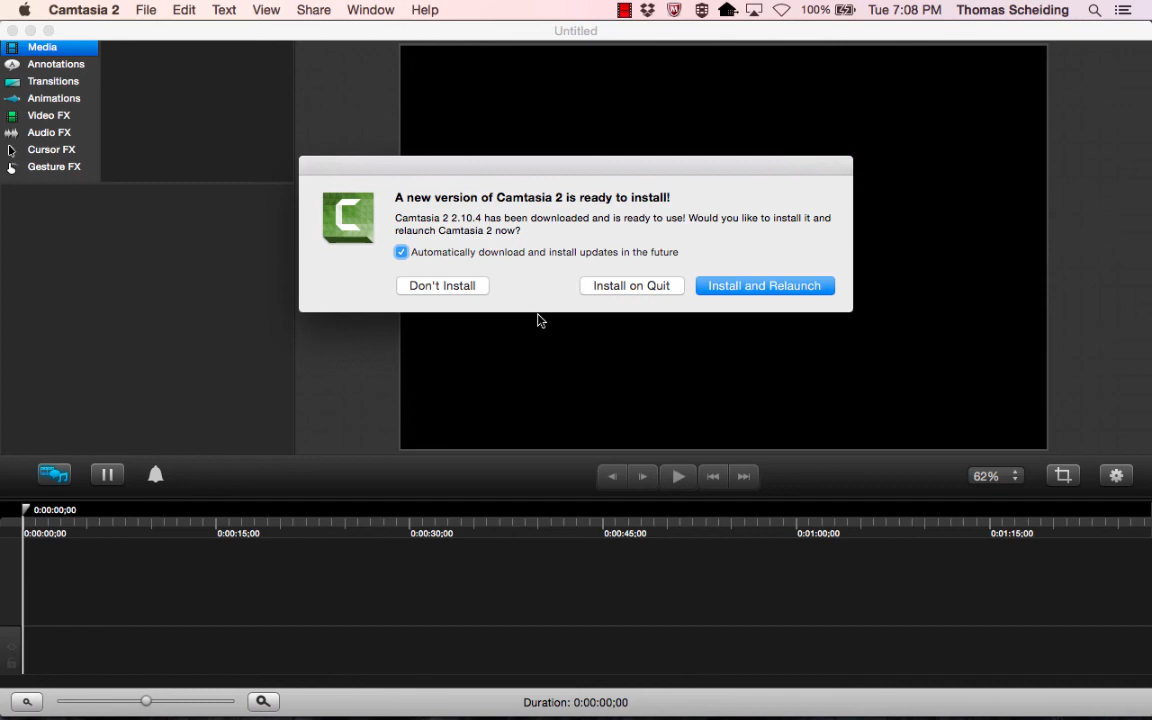 Camtasia 2 File Edit Text View Share Window Help 100% Tue 7:08 PM Thomas Scheiding
Untitled
Media
Annotations
Transitions
Animations
Video FX
Audio FX
Cursor FX
Gesture FX
A new version of Camtasia 2 is ready to install!
Camtasia 2 2.10.4 has been downloaded and is ready to use! Would you like to install it and
relaunch Camtasia 2 now?
Automatically download and install updates in the future
Don't Install Install on Quit Install and Relaunch
62%
0:00:00;00
0:00:00;00 0:00:15;00 0:00:30;00 0:00:45;00 0:01:00;00 0:01:15;00
Duration: 0:00:00;00